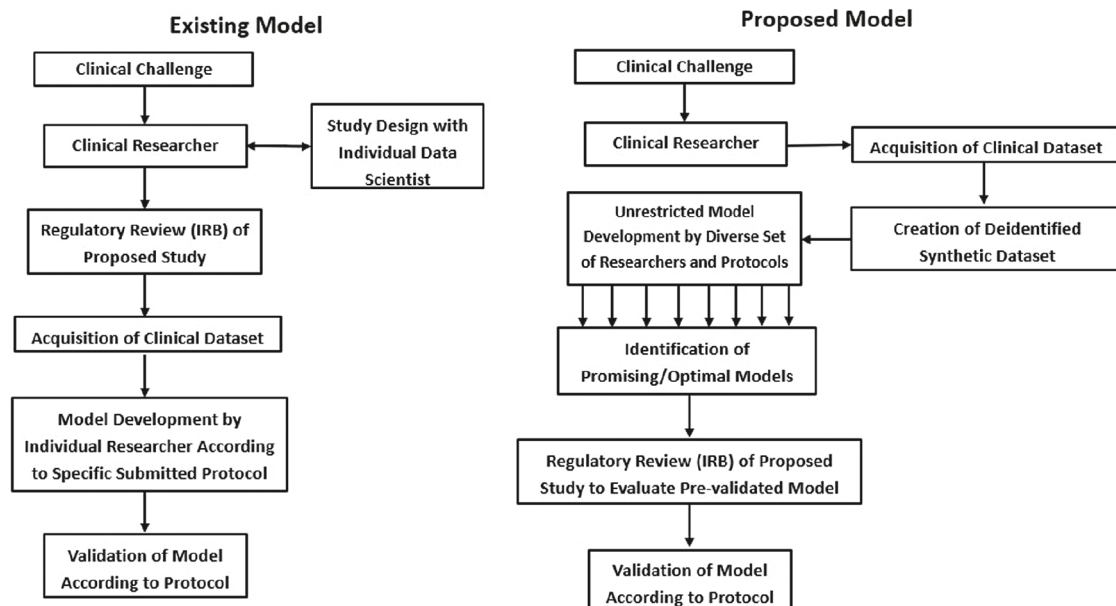 Existing Model
Clinical Challenge
Clinical Researcher
Study Design with
Individual Data
Scientist
Regulatory Review (IRB) of
Proposed Study
Acquisition of Clinical Dataset
Model Development by
Individual Researcher According
to Specific Submitted Protocol
Validation of Model
According to Protocol
Proposed Model
Clinical Challenge
Clinical Researcher
Acquisition of Clinical Dataset
Creation of Deidentified
Synthetic Dataset
Unrestricted Model
Development by Diverse Set
of Researchers and Protocols
Identification of
Promising/Optimal Models
Regulatory Review (IRB) of Proposed
Study to Evaluate Pre-validated Model
Validation of Model
According to Protocol